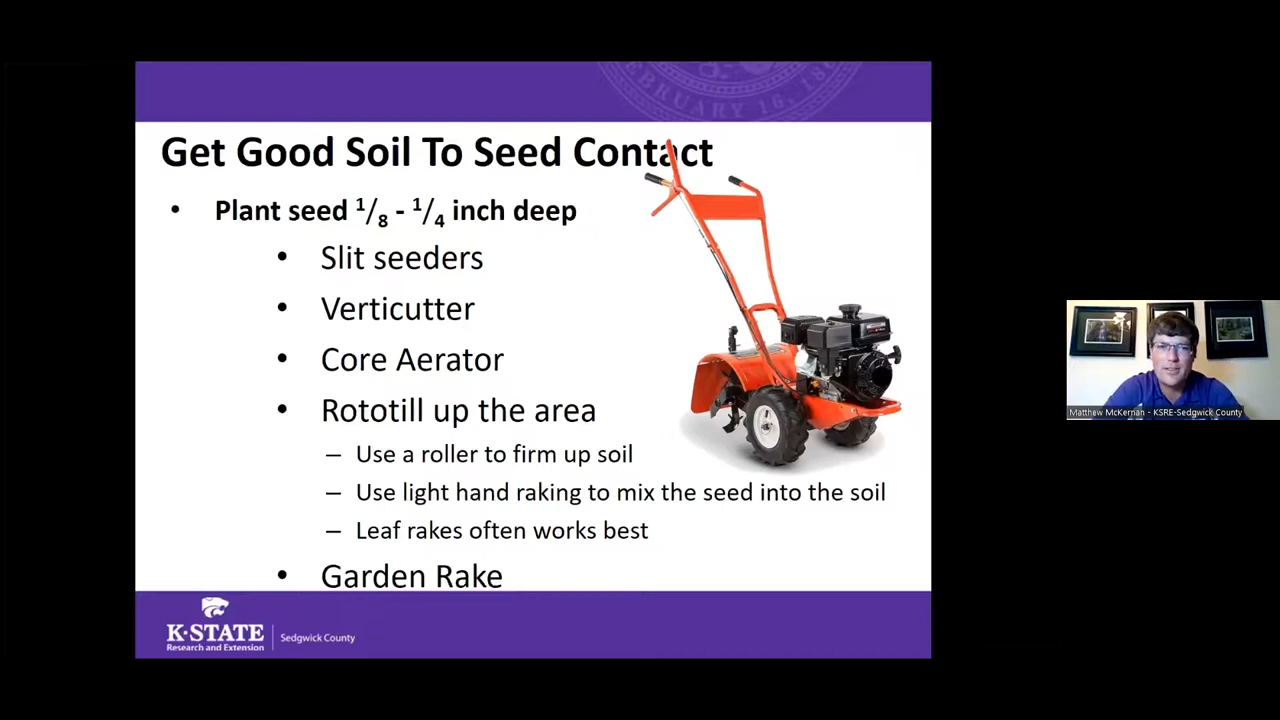 FEBRUARY 16, 186
Get Good Soil To Seed Contact
• Plant seed 1/8 - 1/4 inch deep
• Slit seeders
• Verticutter
• Core Aerator
• Rototill up the area
– Use a roller to firm up soil
– Use light hand raking to mix the seed into the soil
– Leaf rakes often works best
• Garden Rake
K-STATE
Research and Extension
Sedgwick County
Matthew McKernan - KSRE-Sedgwick County